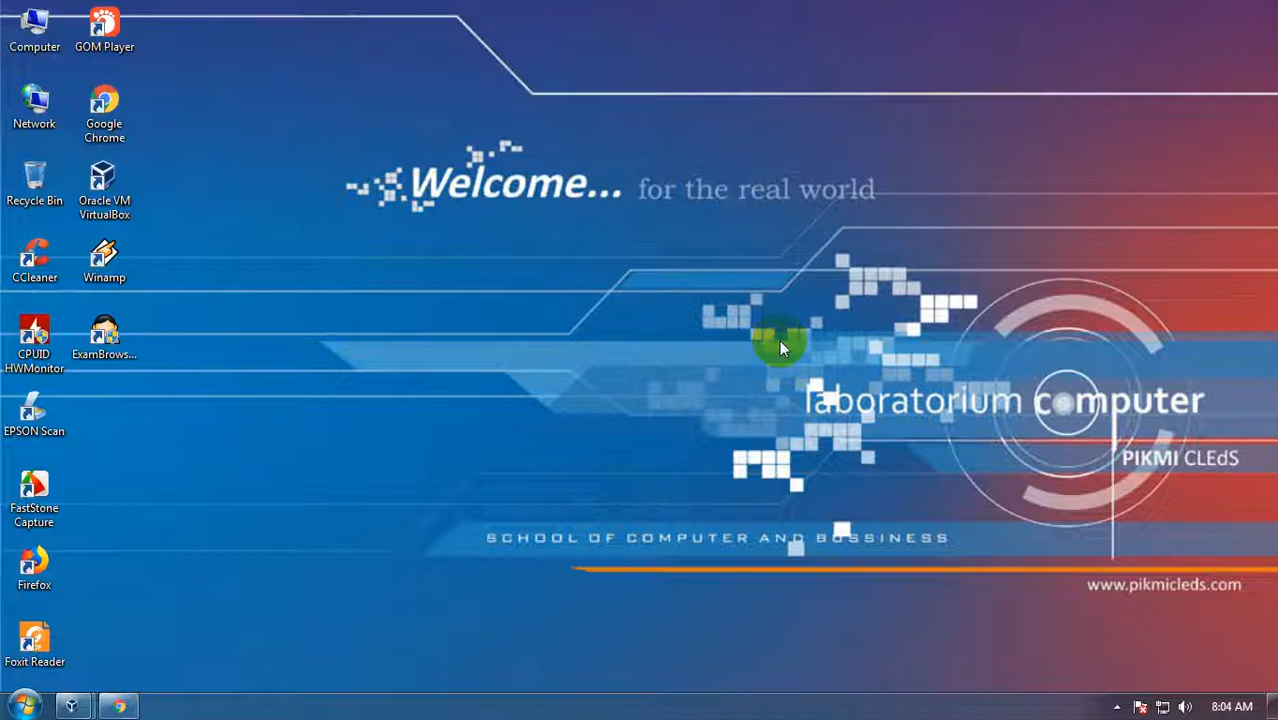 Computer
GOM Player
Network
Google
Chrome
Recycle Bin
Oracle VM
VirtualBox
CCleaner
Winamp
CPUID
HWMonitor
ExamBrows...
EPSON Scan
FastStone
Capture
Firefox
Foxit Reader
Welcome... for the real world
laboratorium computer
PIKMI CLEdS
SCHOOL OF COMPUTER AND BUSSINESS
www.pikmicleds.com
8:04 AM